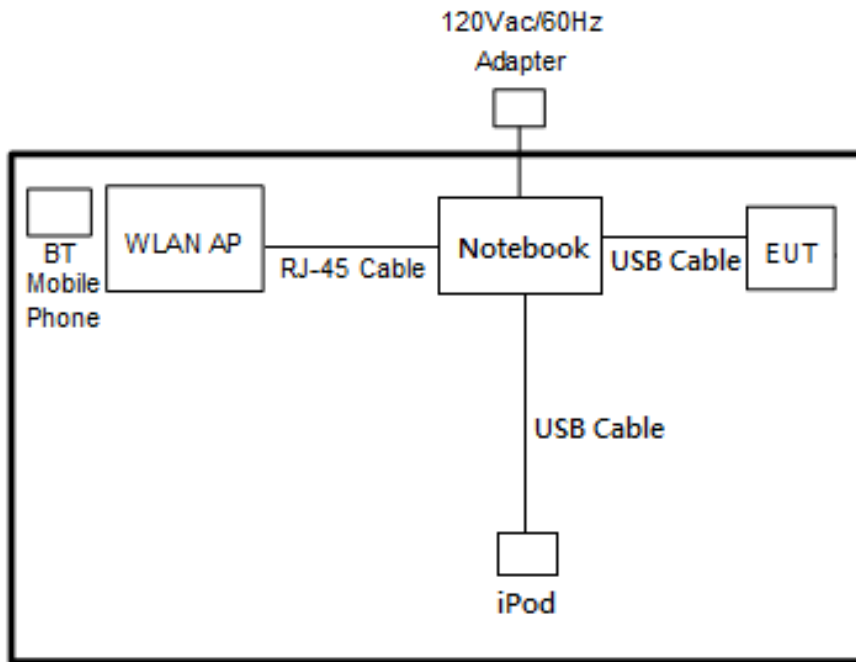 120Vac/60Hz
Adapter
BT
Mobile
Phone
WLAN AP
RJ-45 Cable
Notebook
USB Cable
EUT
USB Cable
iPod